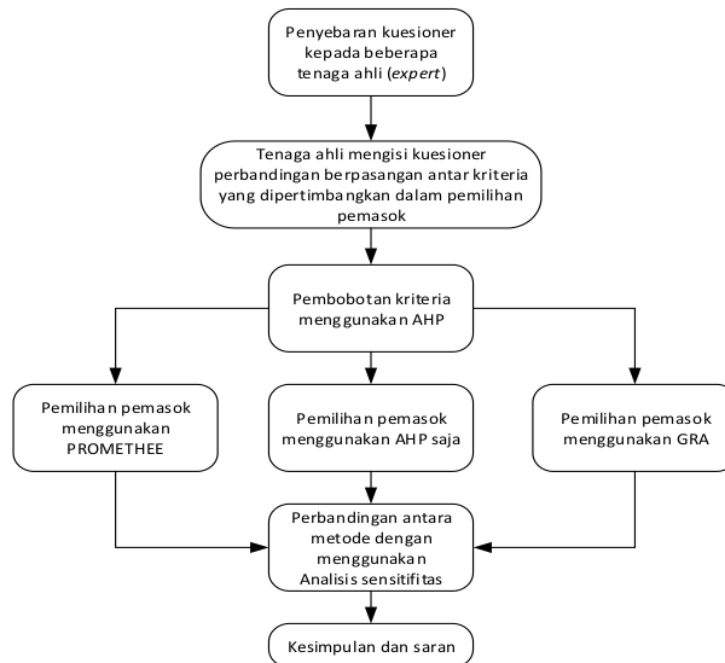 Penyebaran kuesioner
kepada beberapa
tenaga ahli (expert)
Tenaga ahli mengisi kuesioner
perbandingan berpasangan antar kriteria
yang dipertimbangkan dalam pemilihan
pemasok
Pembobotan kriteria
menggunakan AHP
Pemilihan pemasok
menggunakan
PROMETHEE
Pemilihan pemasok
menggunakan AHP saja
Pemilihan pemasok
menggunakan GRA
Perbandingan antara
metode dengan
menggunakan
Analisis sensitifitas
Kesimpulan dan saran